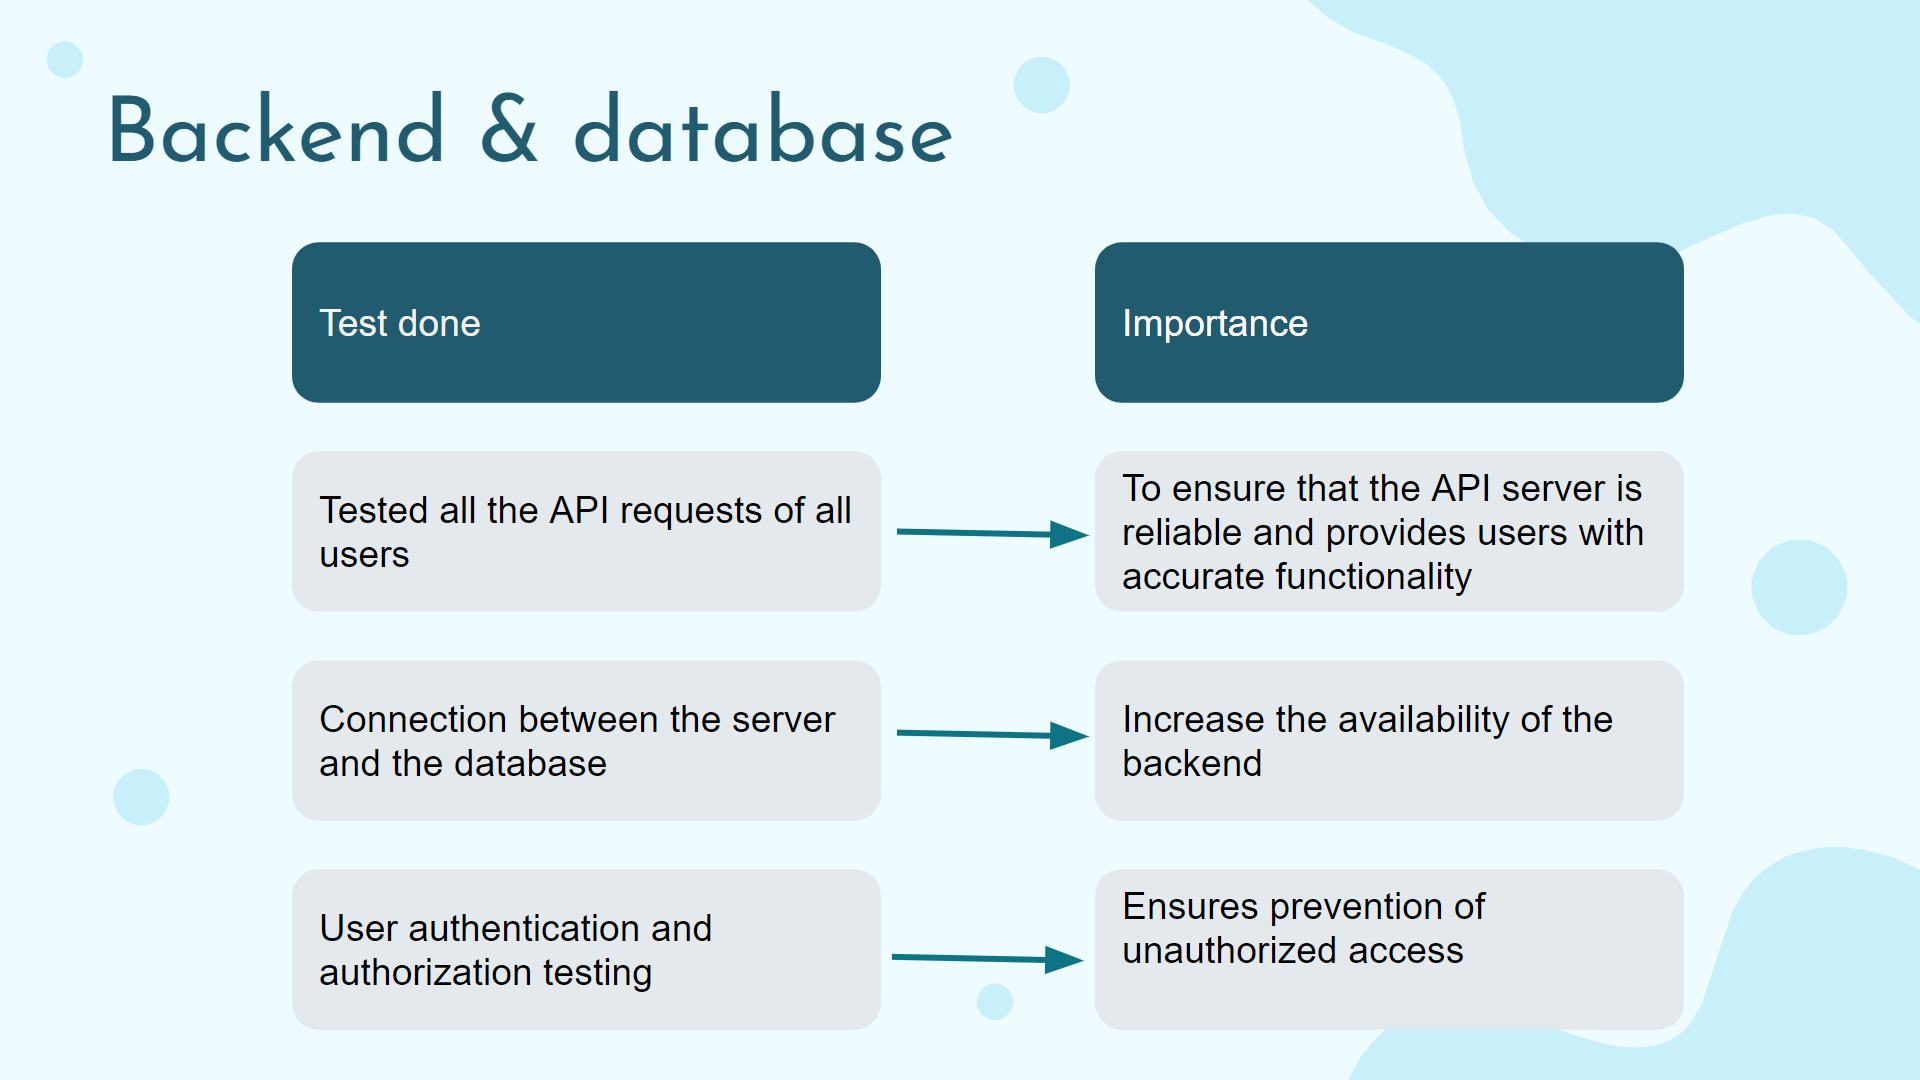 Backend & database
Test done
Importance
Tested all the API requests of all
users
To ensure that the API server is
reliable and provides users with
accurate functionality
Connection between the server
and the database
Increase the availability of the
backend
User authentication and
authorization testing
Ensures prevention of
unauthorized access